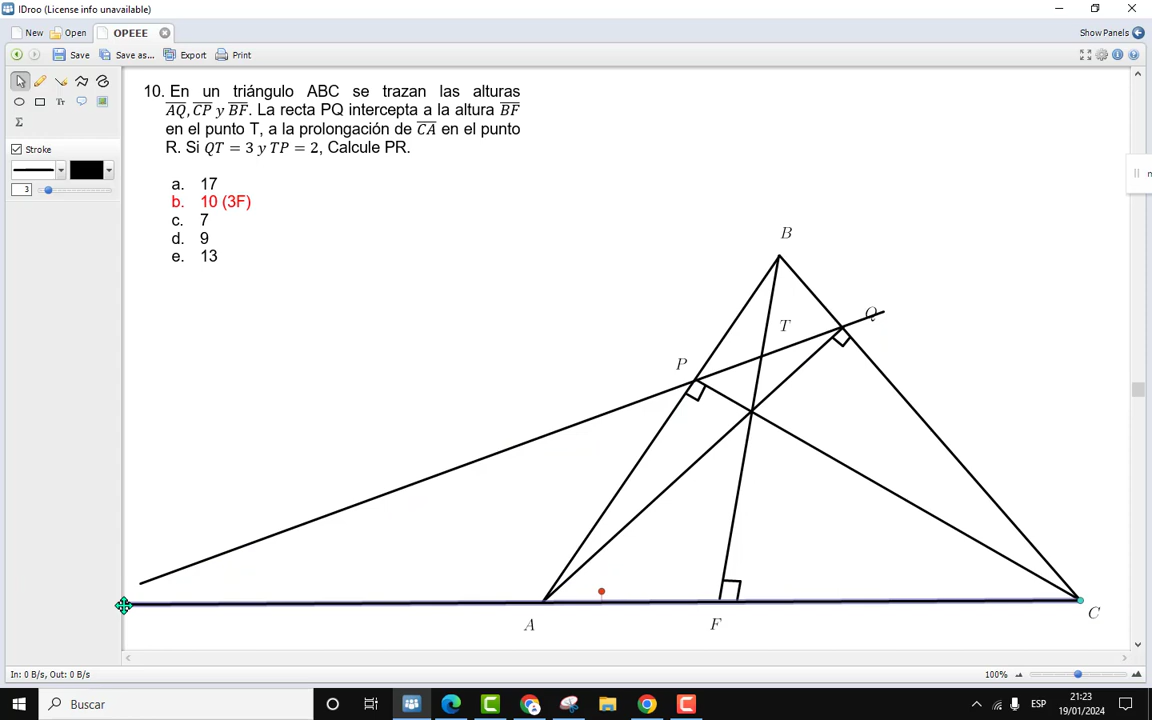 IDroo (License info unavailable)
New Open OPEEE Show Panels
Save Save as... Export Print
Tr
Σ
Stroke
3
10. En un triángulo ABC se trazan las alturas
AQ, CP y BF. La recta PQ intercepta a la altura BF
en el punto T, a la prolongación de CA en el punto
R. Si QT = 3 y TP = 2, Calcule PR.
a. 17
b. 10 (3F)
c. 7
d. 9
e. 13
B
Q
T
P
A
F
C
In: 0 B/s, Out: 0 B/s 100%
Buscar
ESP
21:23
19/01/2024